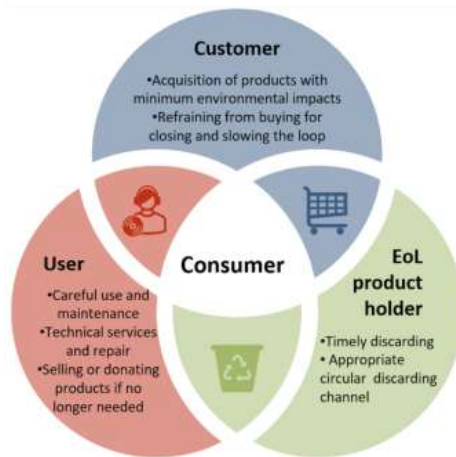 Customer
•Acquisition of products with
minimum environmental impacts
•Refraining from buying for
closing and slowing the loop
User
•Careful use and
maintenance
•Technical services
and repair
•Selling or donating
products if no
longer needed
Consumer
EoL
product
holder
•Timely discarding
• Appropriate
circular discarding
channel